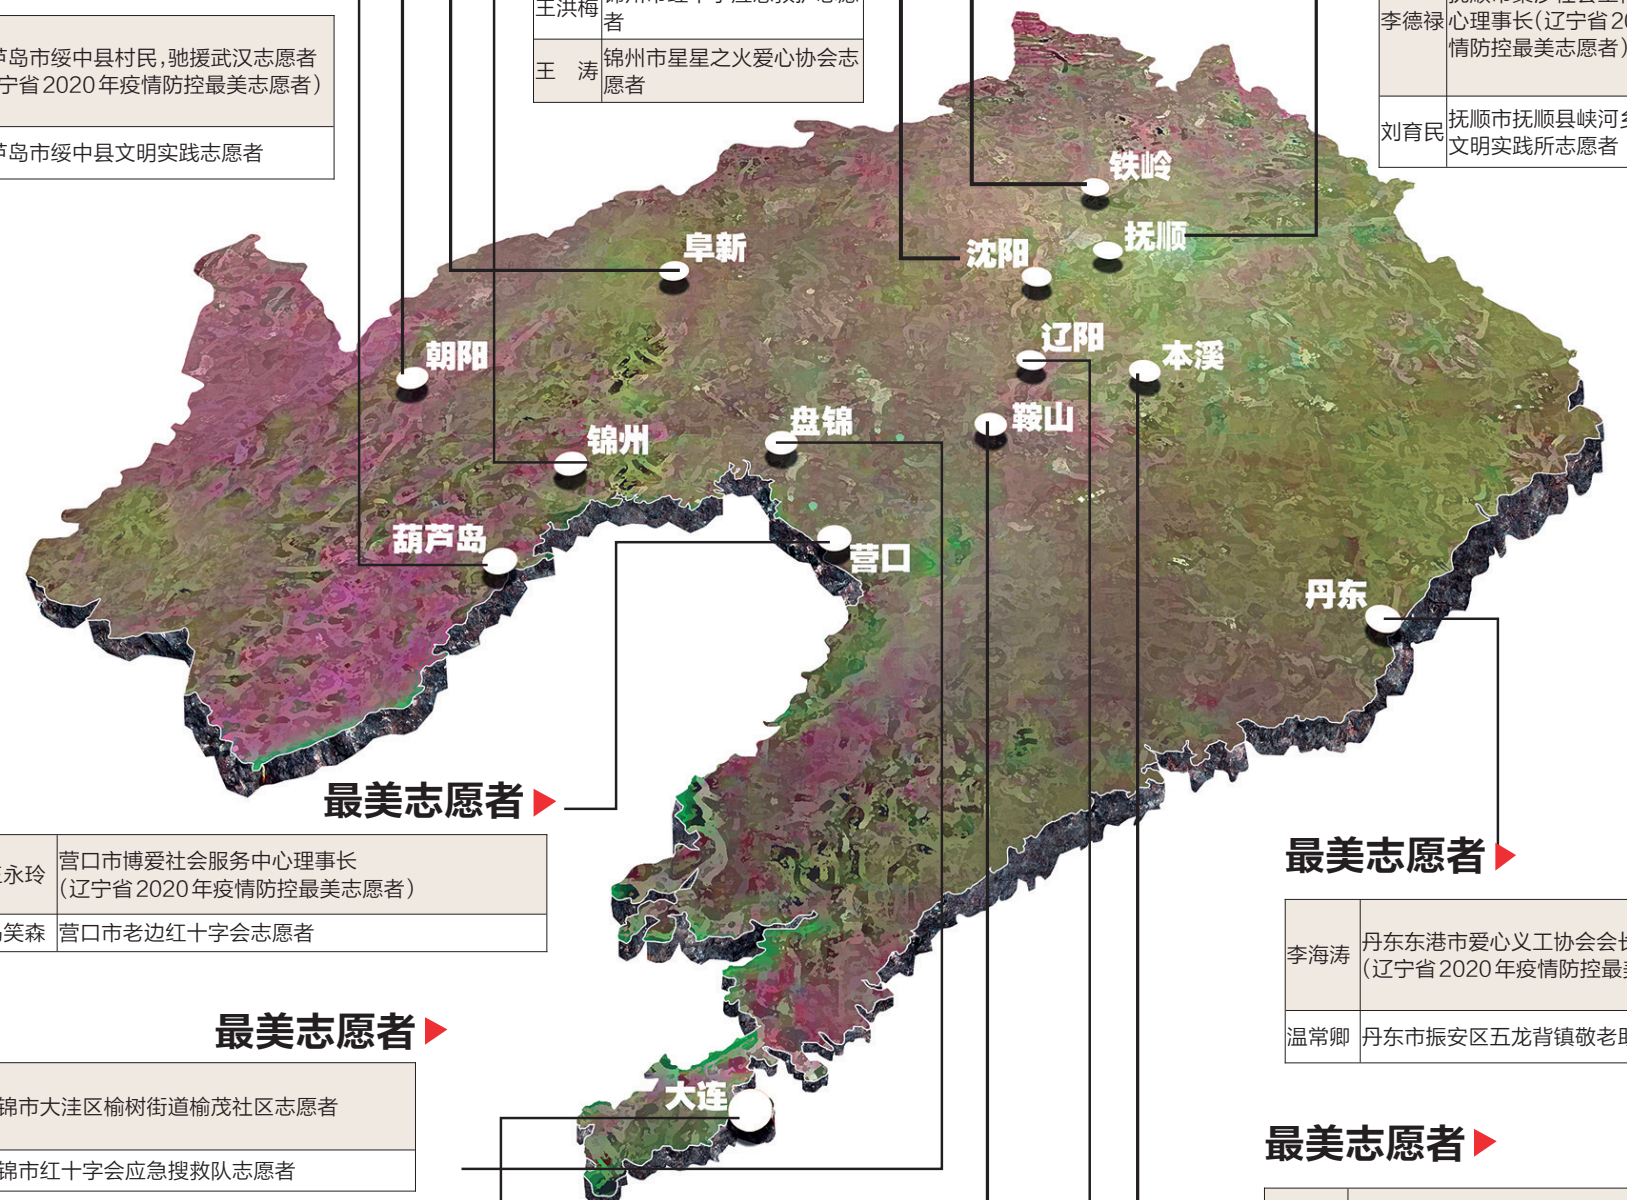 芦岛市绥中县村民,驰援武汉志愿者
宁省2020年疫情防控最美志愿者)
芦岛市绥中县文明实践志愿者
王洪梅
者
王 涛
锦州市星星之火爱心协会志
愿者
李德禄
心理事长(辽宁省20
情防控最美志愿者)
刘育民
抚顺市抚顺县峡河乡
文明实践所志愿者
铁岭
抚顺
沈阳
阜新
辽阳
本溪
朝阳
盘锦
鞍山
锦州
葫芦岛
营口
丹东
大连
最美志愿者
永玲
营口市博爱社会服务中心理事长
(辽宁省2020年疫情防控最美志愿者)
笑森
营口市老边红十字会志愿者
最美志愿者
锦市大洼区榆树街道榆茂社区志愿者
锦市红十字会应急搜救队志愿者
最美志愿者
李海涛
丹东东港市爱心义工协会会长
(辽宁省2020年疫情防控最美
温常卿
丹东市振安区五龙背镇敬老助
最美志愿者